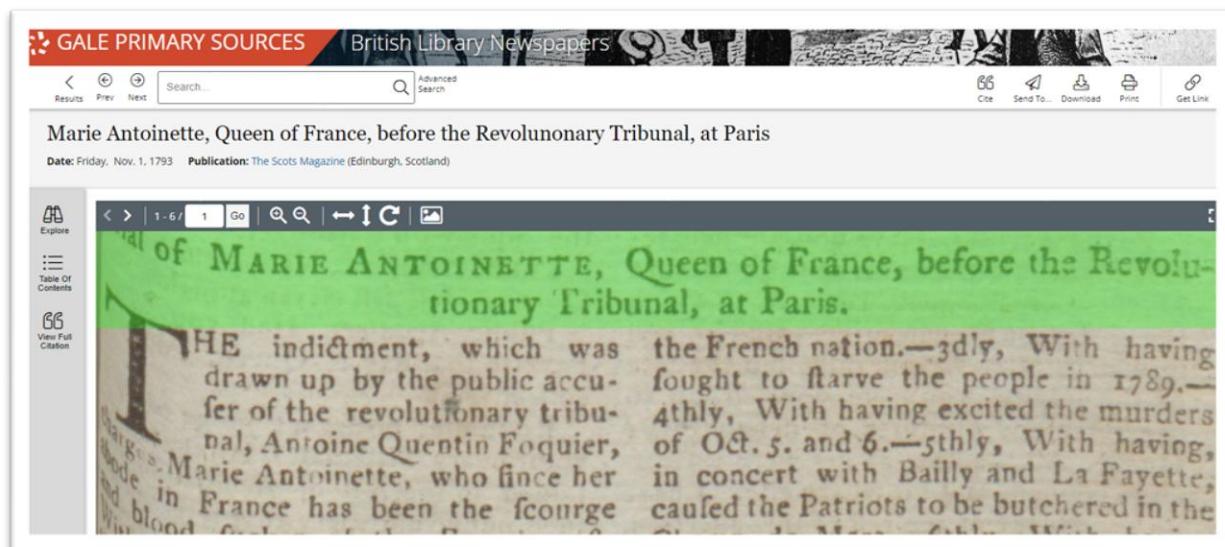 GALE PRIMARY SOURCES
British Library Newspapers
Results
Prev
Next
Search...
Advanced
Search
Cite
Send To...
Download
Print
Get Link
Marie Antoinette, Queen of France, before the Revolunonary Tribunal, at Paris
Date: Friday, Nov. 1, 1793 Publication: The Scots Magazine (Edinburgh, Scotland)
Explore
Table Of
Contents
View Full
Citation
1 - 6 / 1 Go
of MARIE ANTOINETTE, Queen of France, before the Revolu-
tionary Tribunal, at Paris.
THE indictment, which was
drawn up by the public accu-
ſer of the revolutionary tribu-
nal, Antoine Quentin Foquier,
charges, Marie Antoinette, who ſince her
abode in France has been the ſcourge
and blood
the French nation.—3dly, With having
ſought to ſtarve the people in 1789.—
4thly, With having excited the murders
of Oct. 5. and 6.—5thly, With having,
in concert with Bailly and La Fayette,
cauſed the Patriots to be butchered in the